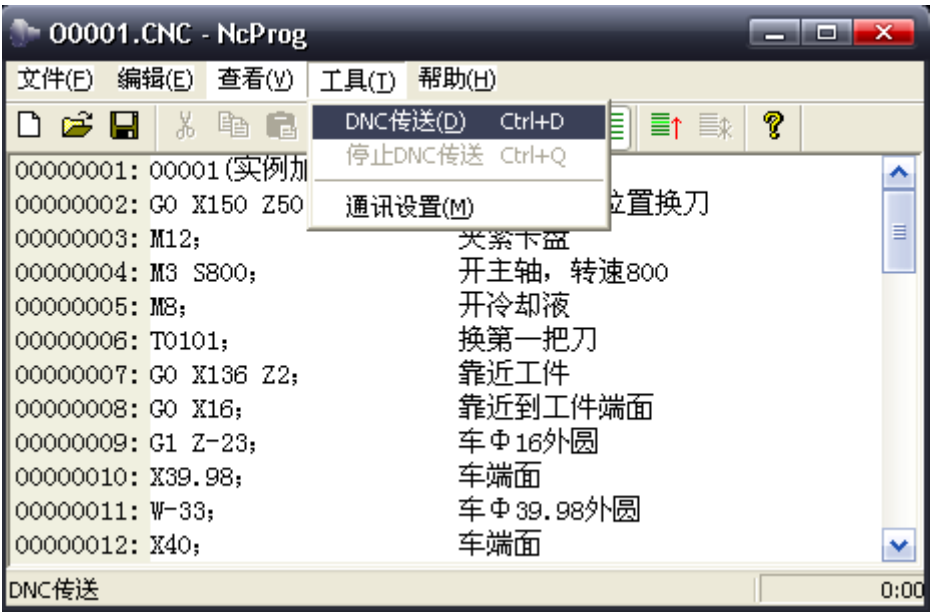 O0001.CNC - NcProg
文件(F) 编辑(E) 查看(V) 工具(T) 帮助(H)
DNC传送(D) Ctrl+D
停止DNC传送 Ctrl+Q
通讯设置(M)
00000001: O0001(实例加
00000002: G0 X150 Z50 位置换刀
00000003: M12; 夹紧卡盘
00000004: M3 S800; 开主轴，转速800
00000005: M8; 开冷却液
00000006: T0101; 换第一把刀
00000007: G0 X136 Z2; 靠近工件
00000008: G0 X16; 靠近到工件端面
00000009: G1 Z-23; 车Φ16外圆
00000010: X39.98; 车端面
00000011: W-33; 车Φ39.98外圆
00000012: X40; 车端面
DNC传送 0:00